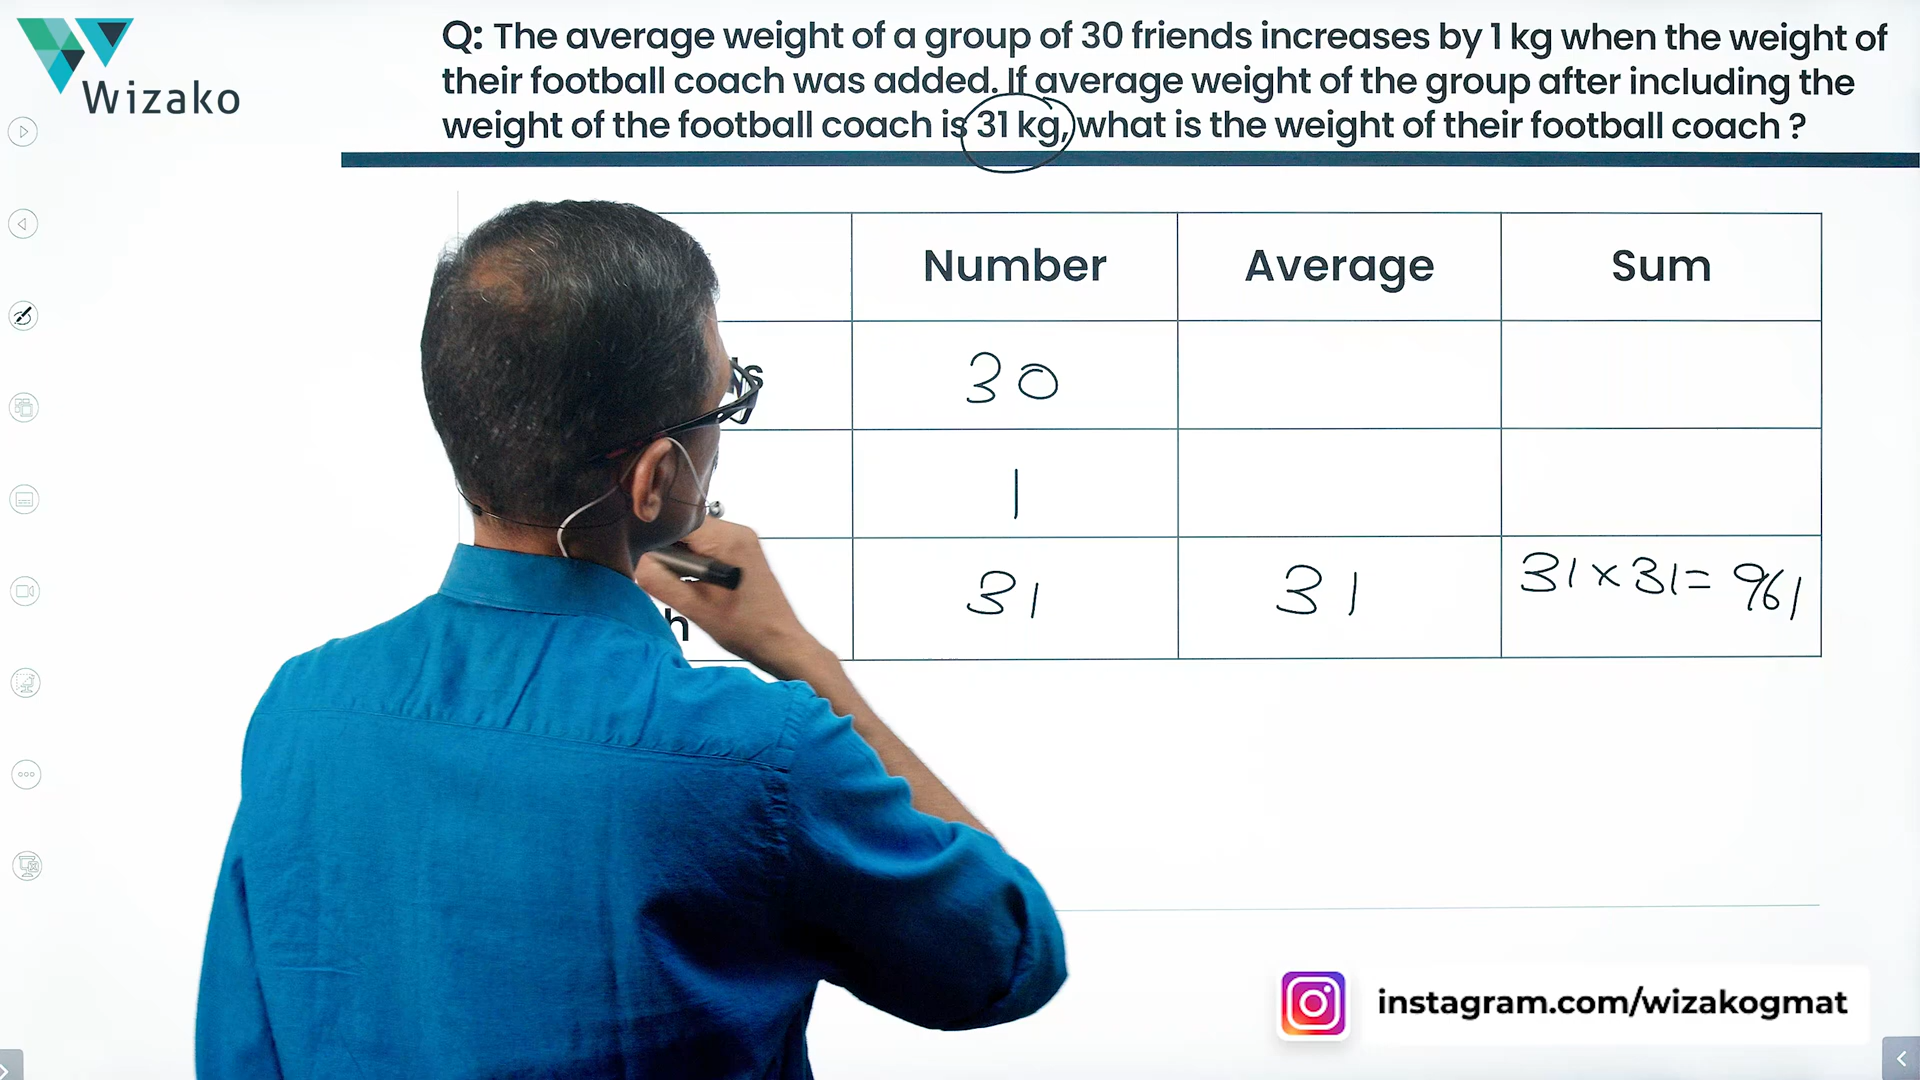 Wizako
Q: The average weight of a group of 30 friends increases by 1 kg when the weight of
their football coach was added. If average weight of the group after including the
weight of the football coach is 31 kg, what is the weight of their football coach ?
Number Average Sum
30
1
31 31 31 x 31 = 961
instagram.com/wizakogmat